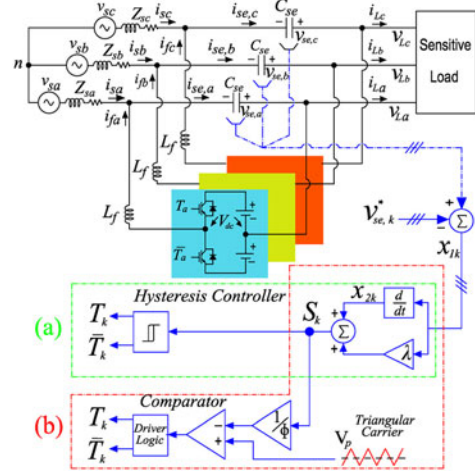 v_sc Z_sc i_sc i_se,c C_se i_Lc
- + v_se,c v_Lc
i_fc
v_sb Z_sb i_sb i_se,b C_se i_Lb
n - + v_se,b v_Lb
i_fb
v_sa Z_sa i_sa i_se,a C_se i_La
- + v_se,a v_La
i_fa
Sensitive
Load
L_f
L_f
L_f
T_a + V_dc
T̄_a +
v*_se,k - + Σ
x_1k
Hysteresis Controller
(a) T_k S_k + Σ + x_2k d/dt
T̄_k λ
(b) Comparator
T_k Driver
Logic - + 1/Φ
T̄_k
Triangular
Carrier
V_p